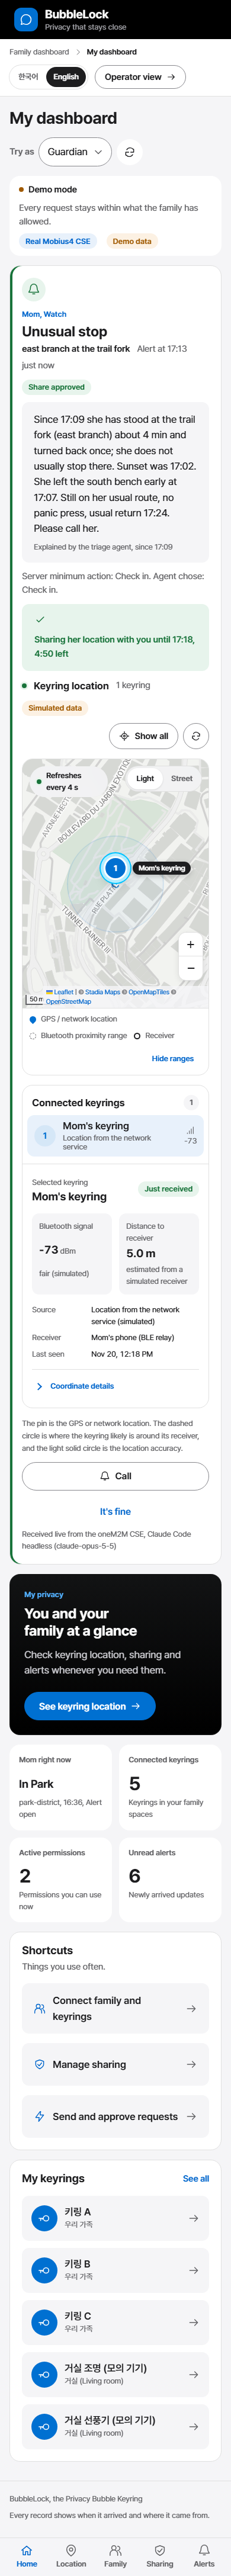 BubbleLock
Privacy that stays close
Family dashboard
My dashboard
한국어
English
Operator view
My dashboard
Try as
Guardian
Demo mode
Every request stays within what the family has
allowed.
Real Mobius4 CSE
Demo data
Mom, Watch
Unusual stop
east branch at the trail fork
Alert at 17:13
just now
Share approved
Since 17:09 she has stood at the trail
fork (east branch) about 4 min and
turned back once; she does not
usually stop there. Sunset was 17:02.
She left the south bench early at
17:07. Still on her usual route, no
panic press, usual return 17:24.
Please call her.
Explained by the triage agent, since 17:09
Server minimum action: Check in. Agent chose:
Check in.
Sharing her location with you until 17:18,
4:50 left
Keyring location
1 keyring
Simulated data
Show all
Refreshes
every 4 s
Light
Street
AVENUE HECTO
BOULEVARD DU JARDIN EXOTIQUE
RUE PLAT
TUNNEL RAINIER III
1
Mom's keyring
+
−
50 m
Leaflet | © Stadia Maps © OpenMapTiles ©
OpenStreetMap
GPS / network location
Bluetooth proximity range
Receiver
Hide ranges
Connected keyrings
1
1
Mom's keyring
Location from the network
service
-73
Selected keyring
Mom's keyring
Just received
Bluetooth signal
-73 dBm
fair (simulated)
Distance to
receiver
5.0 m
estimated from a
simulated receiver
Source
Location from the network
service (simulated)
Receiver
Mom's phone (BLE relay)
Last seen
Nov 20, 12:18 PM
Coordinate details
The pin is the GPS or network location. The dashed
circle is where the keyring likely is around its receiver,
and the light solid circle is the location accuracy.
Call
It's fine
Received live from the oneM2M CSE, Claude Code
headless (claude-opus-5-5)
My privacy
You and your
family at a glance
Check keyring location, sharing and
alerts whenever you need them.
See keyring location
Mom right now
In Park
park-district, 16:36, Alert
open
Connected keyrings
5
Keyrings in your family
spaces
Active permissions
2
Permissions you can use
now
Unread alerts
6
Newly arrived updates
Shortcuts
Things you use often.
Connect family and
keyrings
Manage sharing
Send and approve requests
My keyrings
See all
키링 A
우리 가족
키링 B
우리 가족
키링 C
우리 가족
거실 조명 (모의 기기)
거실 (Living room)
거실 선풍기 (모의 기기)
거실 (Living room)
BubbleLock, the Privacy Bubble Keyring
Every record shows when it arrived and where it came from.
Home
Location
Family
Sharing
Alerts